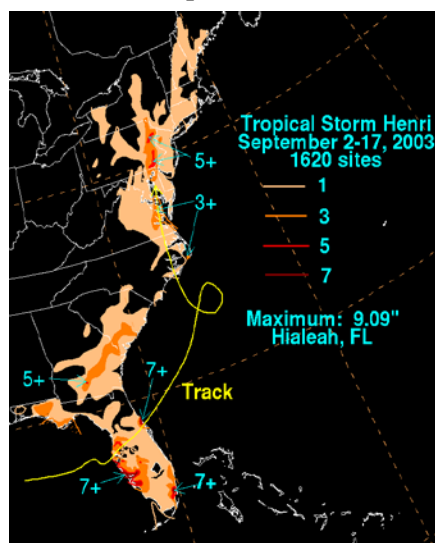 Tropical Storm Henri
September 2-17, 2003
1620 sites
1
3
5
7
Maximum: 9.09"
Hialeah, FL
5+
3+
5+
7+
Track
7+
7+